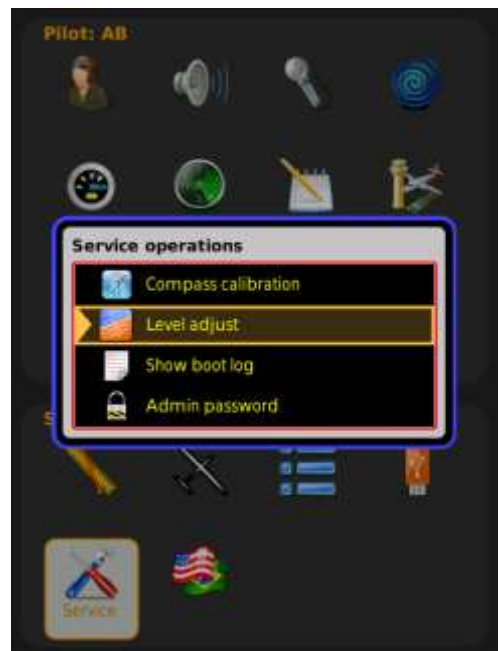 Pilot: AB
Service operations
Compass calibration
Level adjust
Show boot log
Admin password
S
Service